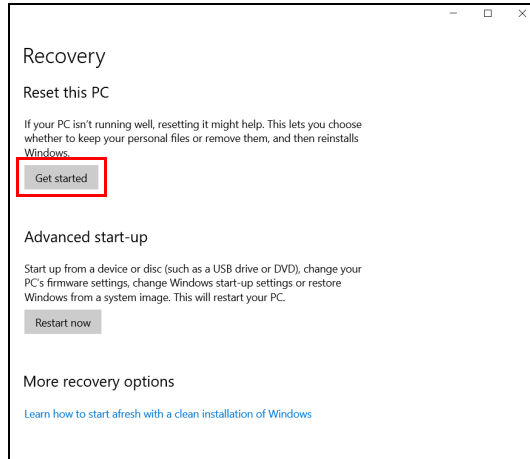 Recovery
Reset this PC
If your PC isn't running well, resetting it might help. This lets you choose
whether to keep your personal files or remove them, and then reinstalls
Windows.
Get started
Advanced start-up
Start up from a device or disc (such as a USB drive or DVD), change your
PC's firmware settings, change Windows start-up settings or restore
Windows from a system image. This will restart your PC.
Restart now
More recovery options
Learn how to start afresh with a clean installation of Windows